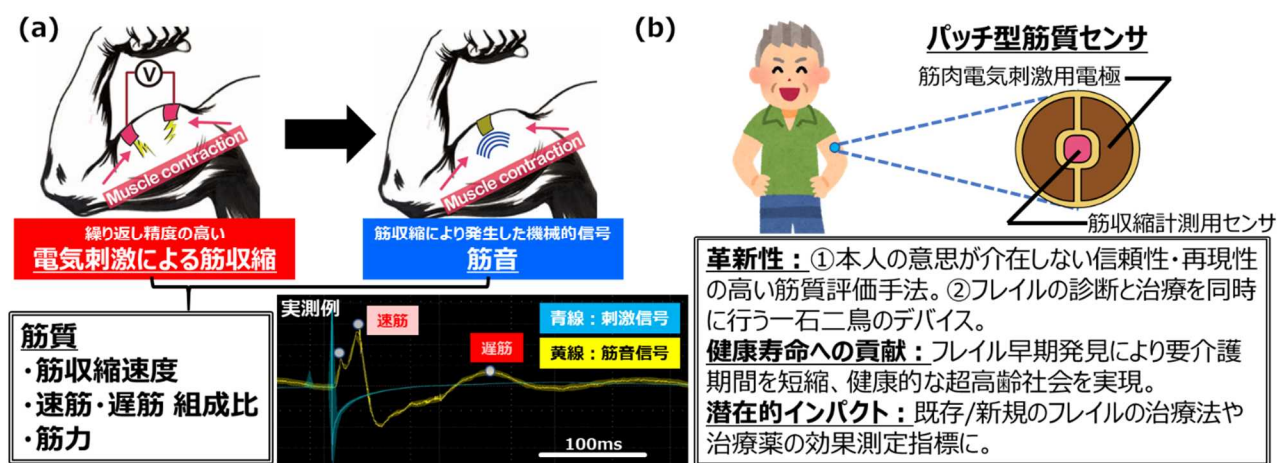 (a)
V
Muscle contraction
Muscle contraction
繰り返し精度の高い
電気刺激による筋収縮
筋収縮により発生した機械的信号
筋音
筋質
・筋収縮速度
・速筋・遅筋 組成比
・筋力
実測例
速筋
青線：刺激信号
遅筋
黄線：筋音信号
100ms
(b)
パッチ型筋質センサ
筋肉電気刺激用電極
筋収縮計測用センサ
革新性：①本人の意思が介在しない信頼性・再現性
の高い筋質評価手法。②フレイルの診断と治療を同時
に行う一石二鳥のデバイス。
健康寿命への貢献：フレイル早期発見により要介護
期間を短縮、健康的な超高齢社会を実現。
潜在的インパクト：既存/新規のフレイルの治療法や
治療薬の効果測定指標に。